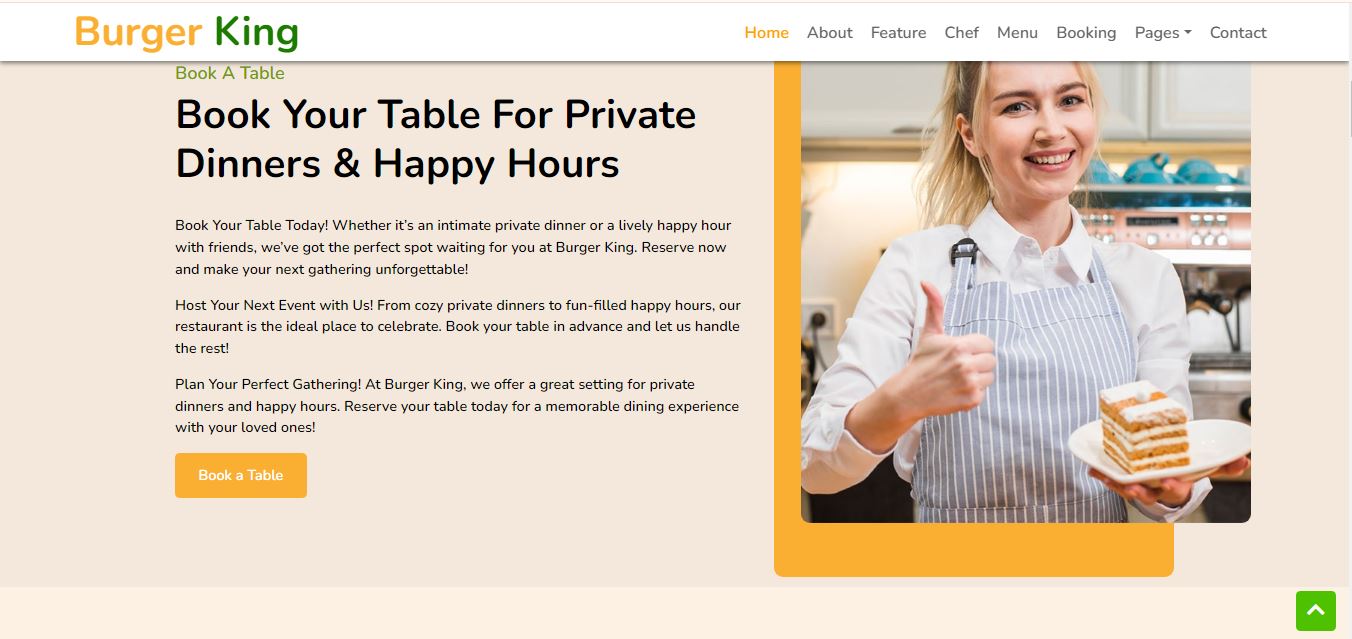 Burger King
Home About Feature Chef Menu Booking Pages Contact
Book A Table
Book Your Table For Private
Dinners & Happy Hours
Book Your Table Today! Whether it’s an intimate private dinner or a lively happy hour
with friends, we’ve got the perfect spot waiting for you at Burger King. Reserve now
and make your next gathering unforgettable!
Host Your Next Event with Us! From cozy private dinners to fun-filled happy hours, our
restaurant is the ideal place to celebrate. Book your table in advance and let us handle
the rest!
Plan Your Perfect Gathering! At Burger King, we offer a great setting for private
dinners and happy hours. Reserve your table today for a memorable dining experience
with your loved ones!
Book a Table